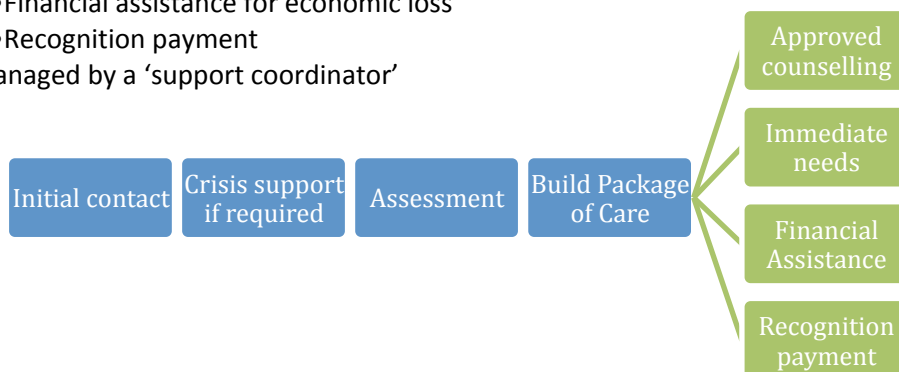 •Financial assistance for economic loss
•Recognition payment
anaged by a ‘support coordinator’
Initial contact
Crisis support
if required
Assessment
Build Package
of Care
Approved
counselling
Immediate
needs
Financial
Assistance
Recognition
payment